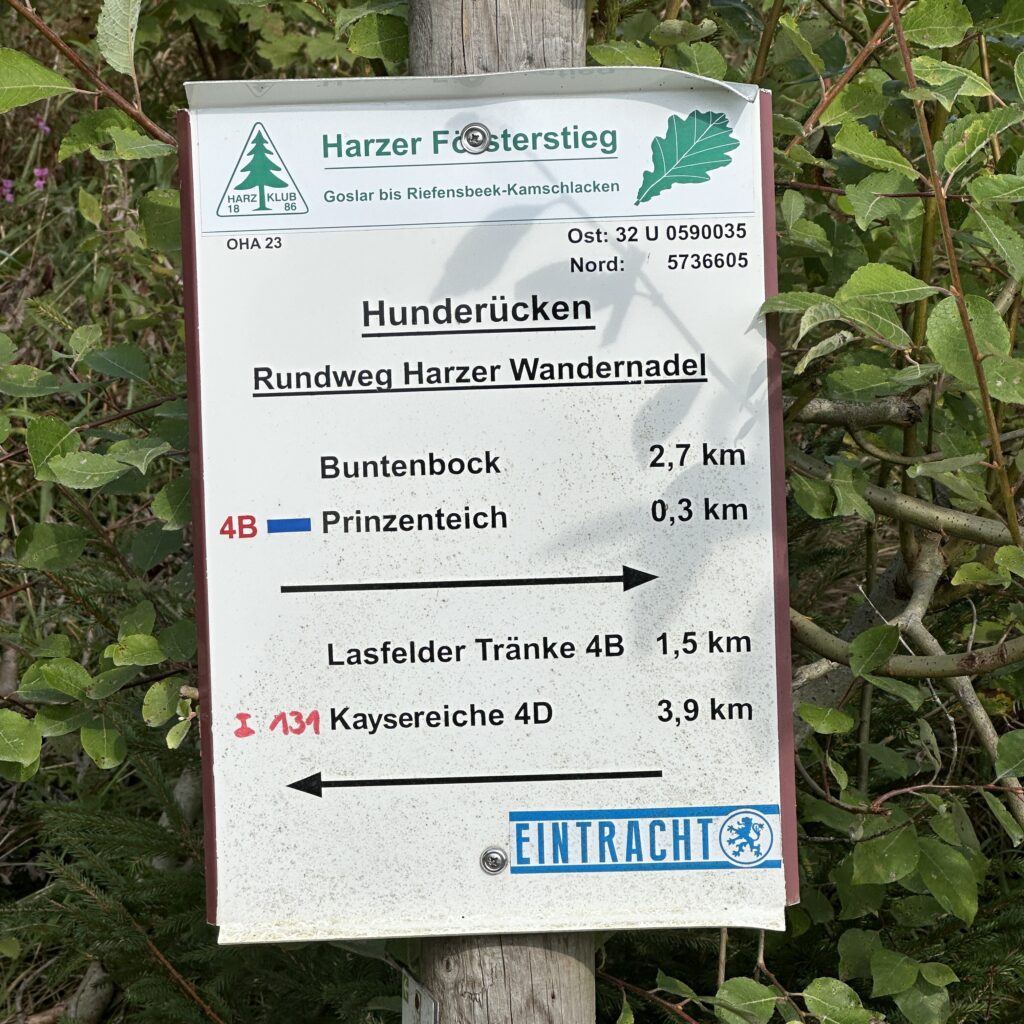 Harzer Försterstieg
Goslar bis Riefensbeek-Kamschlacken
HARZ KLUB
18 86
OHA 23
Ost: 32 U 0590035
Nord: 5736605
Hunderücken
Rundweg Harzer Wandernadel
Buntenbock 2,7 km
4B Prinzenteich 0,3 km
Lasfelder Tränke 4B 1,5 km
I 131 Kaysereiche 4D 3,9 km
EINTRACHT